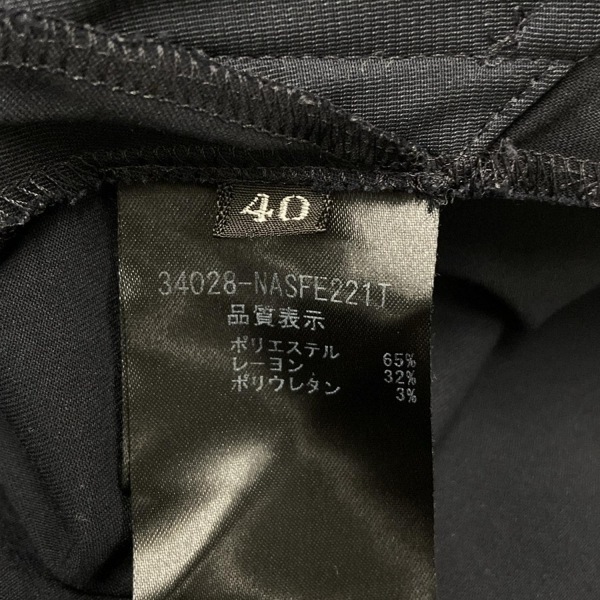 40
34028-NASFE221T
品質表示
ポリエステル 65%
レーヨン 32%
ポリウレタン 3%